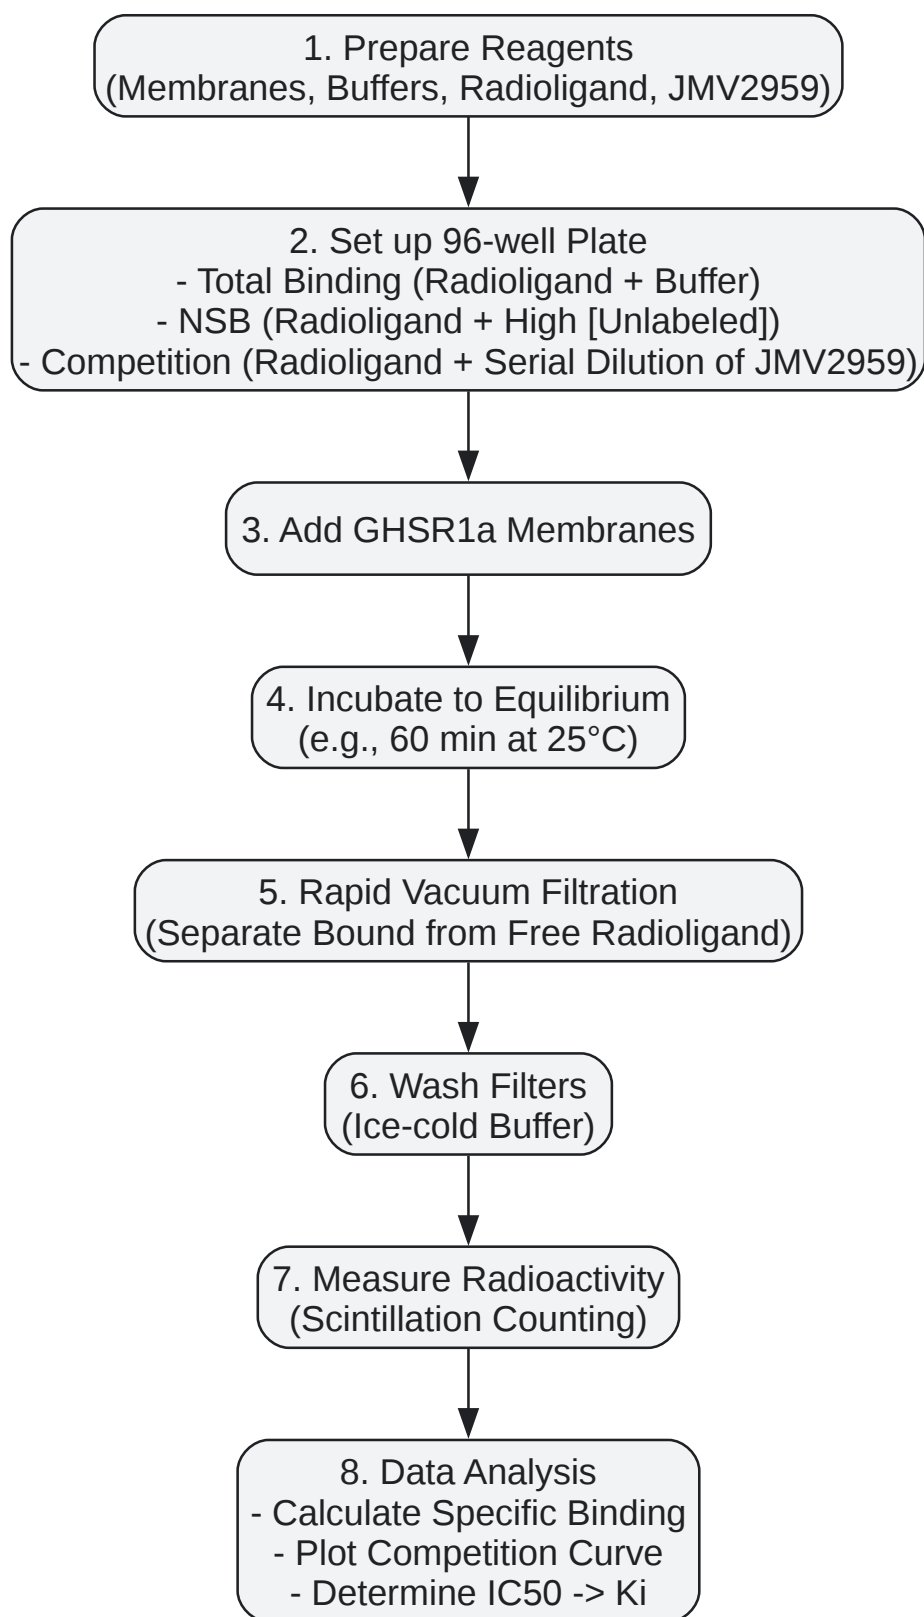 1. Prepare Reagents
(Membranes, Buffers, Radioligand, JMV2959)
2. Set up 96-well Plate
- Total Binding (Radioligand + Buffer)
- NSB (Radioligand + High [Unlabeled])
- Competition (Radioligand + Serial Dilution of JMV2959)
3. Add GHSR1a Membranes
4. Incubate to Equilibrium
(e.g., 60 min at 25°C)
5. Rapid Vacuum Filtration
(Separate Bound from Free Radioligand)
6. Wash Filters
(Ice-cold Buffer)
7. Measure Radioactivity
(Scintillation Counting)
8. Data Analysis
- Calculate Specific Binding
- Plot Competition Curve
- Determine IC50 -> Ki